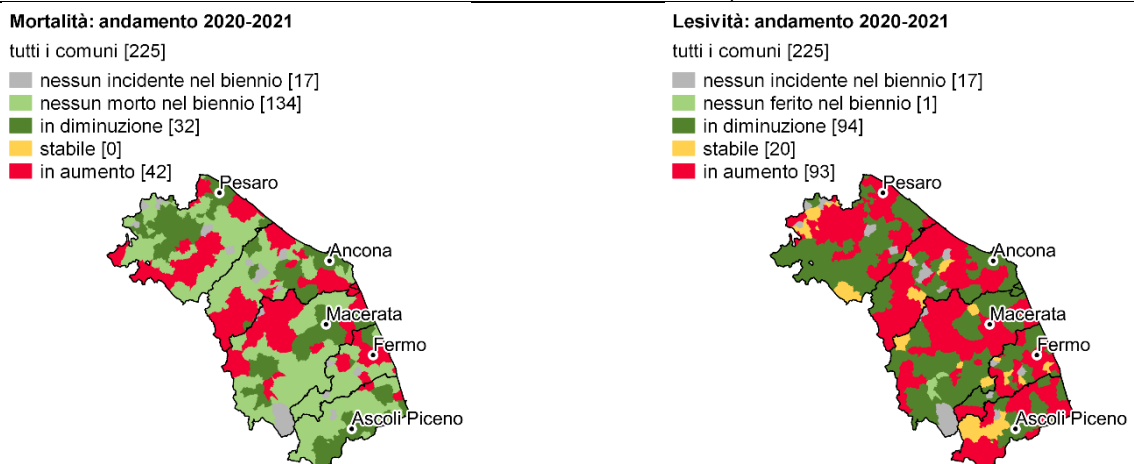 Mortalità: andamento 2020-2021
tutti i comuni [225]
nessun incidente nel biennio [17]
nessun morto nel biennio [134]
in diminuzione [32]
stabile [0]
in aumento [42]
Pesaro
Ancona
Macerata
Fermo
Ascoli Piceno
Lesività: andamento 2020-2021
tutti i comuni [225]
nessun incidente nel biennio [17]
nessun ferito nel biennio [1]
in diminuzione [94]
stabile [20]
in aumento [93]
Pesaro
Ancona
Macerata
Fermo
Ascoli Piceno